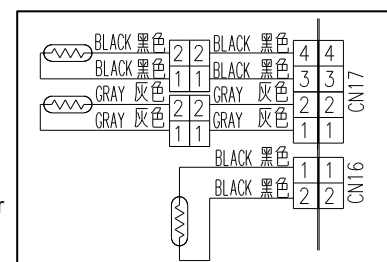 BLACK 黑色 2 2 BLACK 黑色 4 4
BLACK 黑色 1 1 BLACK 黑色 3 3
GRAY 灰色 2 2 GRAY 灰色 2 2
GRAY 灰色 1 1 GRAY 灰色 1 1
CN17
BLACK 黑色 1 1
BLACK 黑色 2 2
CN16
r